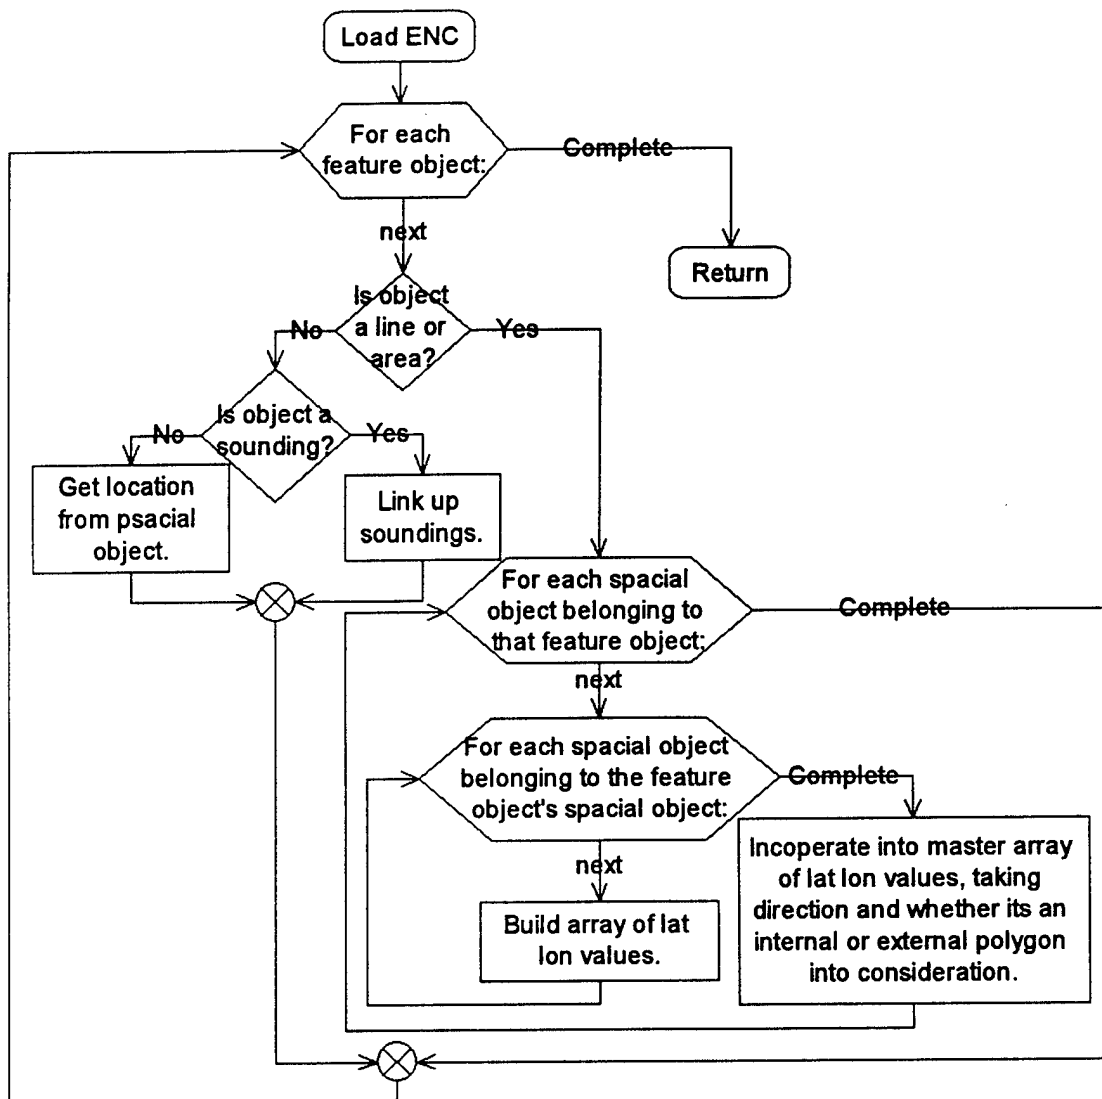 Load ENC
For each
feature object:
Complete
next
Return
Is object
a line or
area?
No
Yes
Is object a
sounding?
No
Yes
Get location
from psacial
object.
Link up
soundings.
For each spacial
object belonging to
that feature object:
Complete
next
For each spacial object
belonging to the feature
object's spacial object:
Complete
next
Build array of lat
lon values.
Incoperate into master array
of lat lon values, taking
direction and whether its an
internal or external polygon
into consideration.